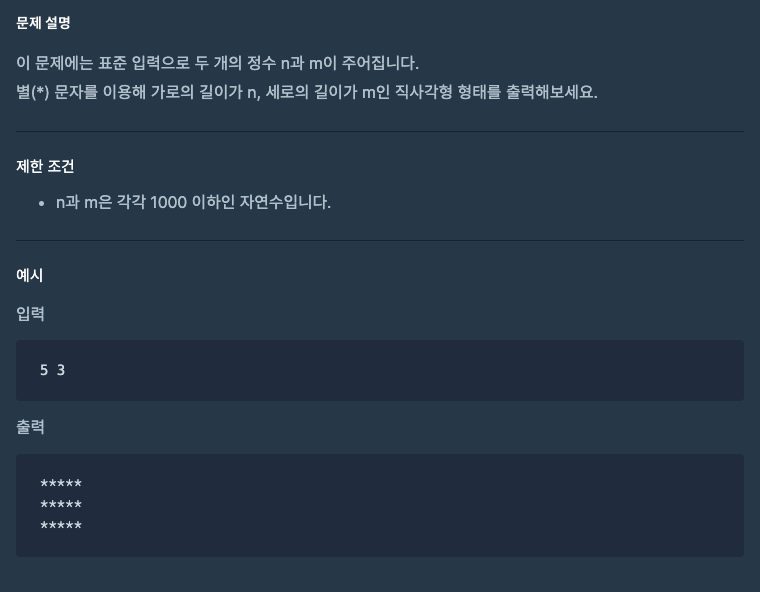 문제 설명
이 문제에는 표준 입력으로 두 개의 정수 n과 m이 주어집니다.
별(*) 문자를 이용해 가로의 길이가 n, 세로의 길이가 m인 직사각형 형태를 출력해보세요.
제한 조건
• n과 m은 각각 1000 이하인 자연수입니다.
예시
입력
5 3
출력
*****
*****
*****